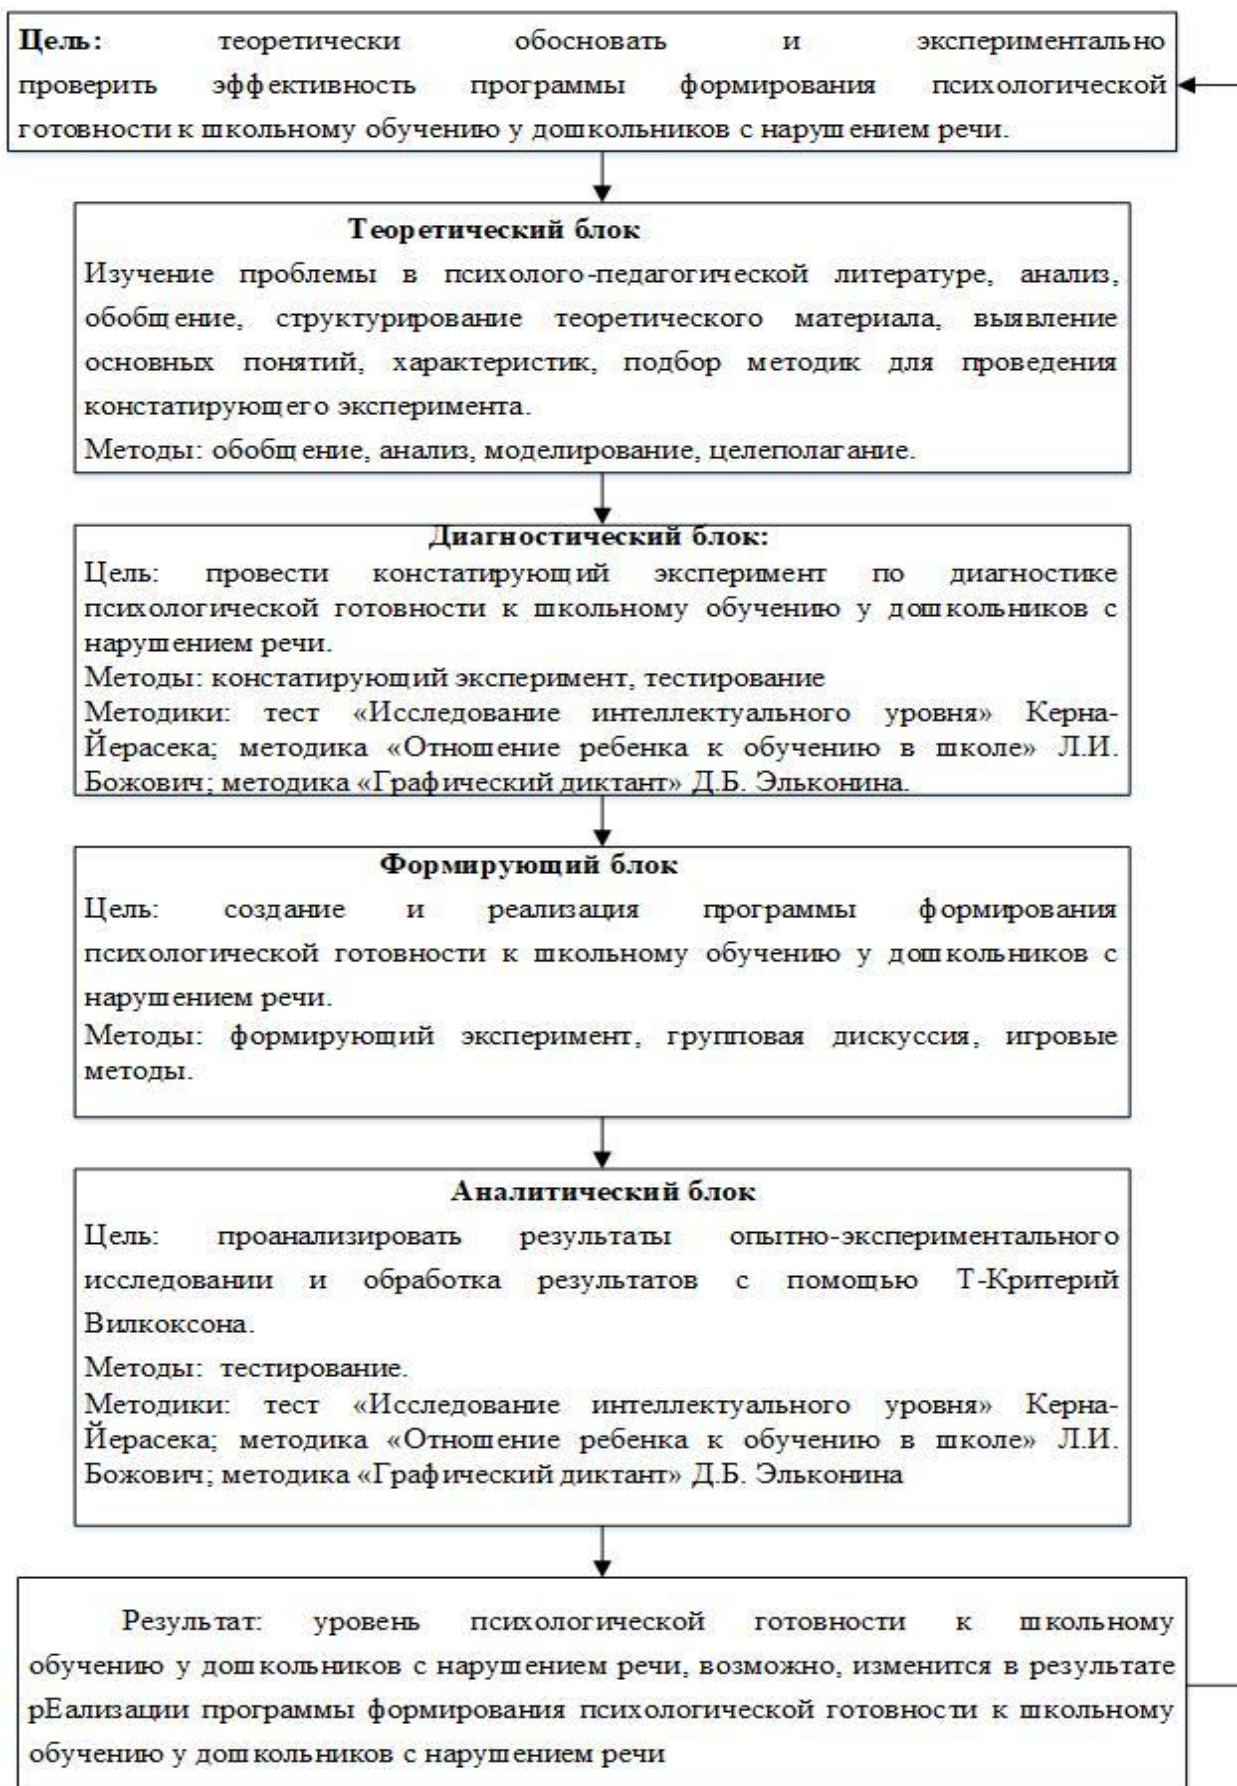 Цель: теоретически обосновать и экспериментально
проверить эффективность программы формирования психологической
готовности к школьному обучению у дошкольников с нарушением речи.
Теоретический блок
Изучение проблемы в психолого-педагогической литературе, анализ,
обобщение, структурирование теоретического материала, выявление
основных понятий, характеристик, подбор методик для проведения
констатирующего эксперимента.
Методы: обобщение, анализ, моделирование, целеполагание.
Диагностический блок:
Цель: провести констатирующий эксперимент по диагностике
психологической готовности к школьному обучению у дошкольников с
нарушением речи.
Методы: констатирующий эксперимент, тестирование
Методики: тест «Исследование интеллектуального уровня» Керна-
Йерасека; методика «Отношение ребенка к обучению в школе» Л.И.
Божович; методика «Графический диктант» Д.Б. Эльконина.
Формирующий блок
Цель: создание и реализация программы формирования
психологической готовности к школьному обучению у дошкольников с
нарушением речи.
Методы: формирующий эксперимент, групповая дискуссия, игровые
методы.
Аналитический блок
Цель: проанализировать результаты опытно-экспериментального
исследовании и обработка результатов с помощью Т-Критерий
Вилкоксона.
Методы: тестирование.
Методики: тест «Исследование интеллектуального уровня» Керна-
Йерасека; методика «Отношение ребенка к обучению в школе» Л.И.
Божович; методика «Графический диктант» Д.Б. Эльконина
Результат: уровень психологической готовности к школьному
обучению у дошкольников с нарушением речи, возможно, изменится в результате
рЕализации программы формирования психологической готовности к школьному
обучению у дошкольников с нарушением речи